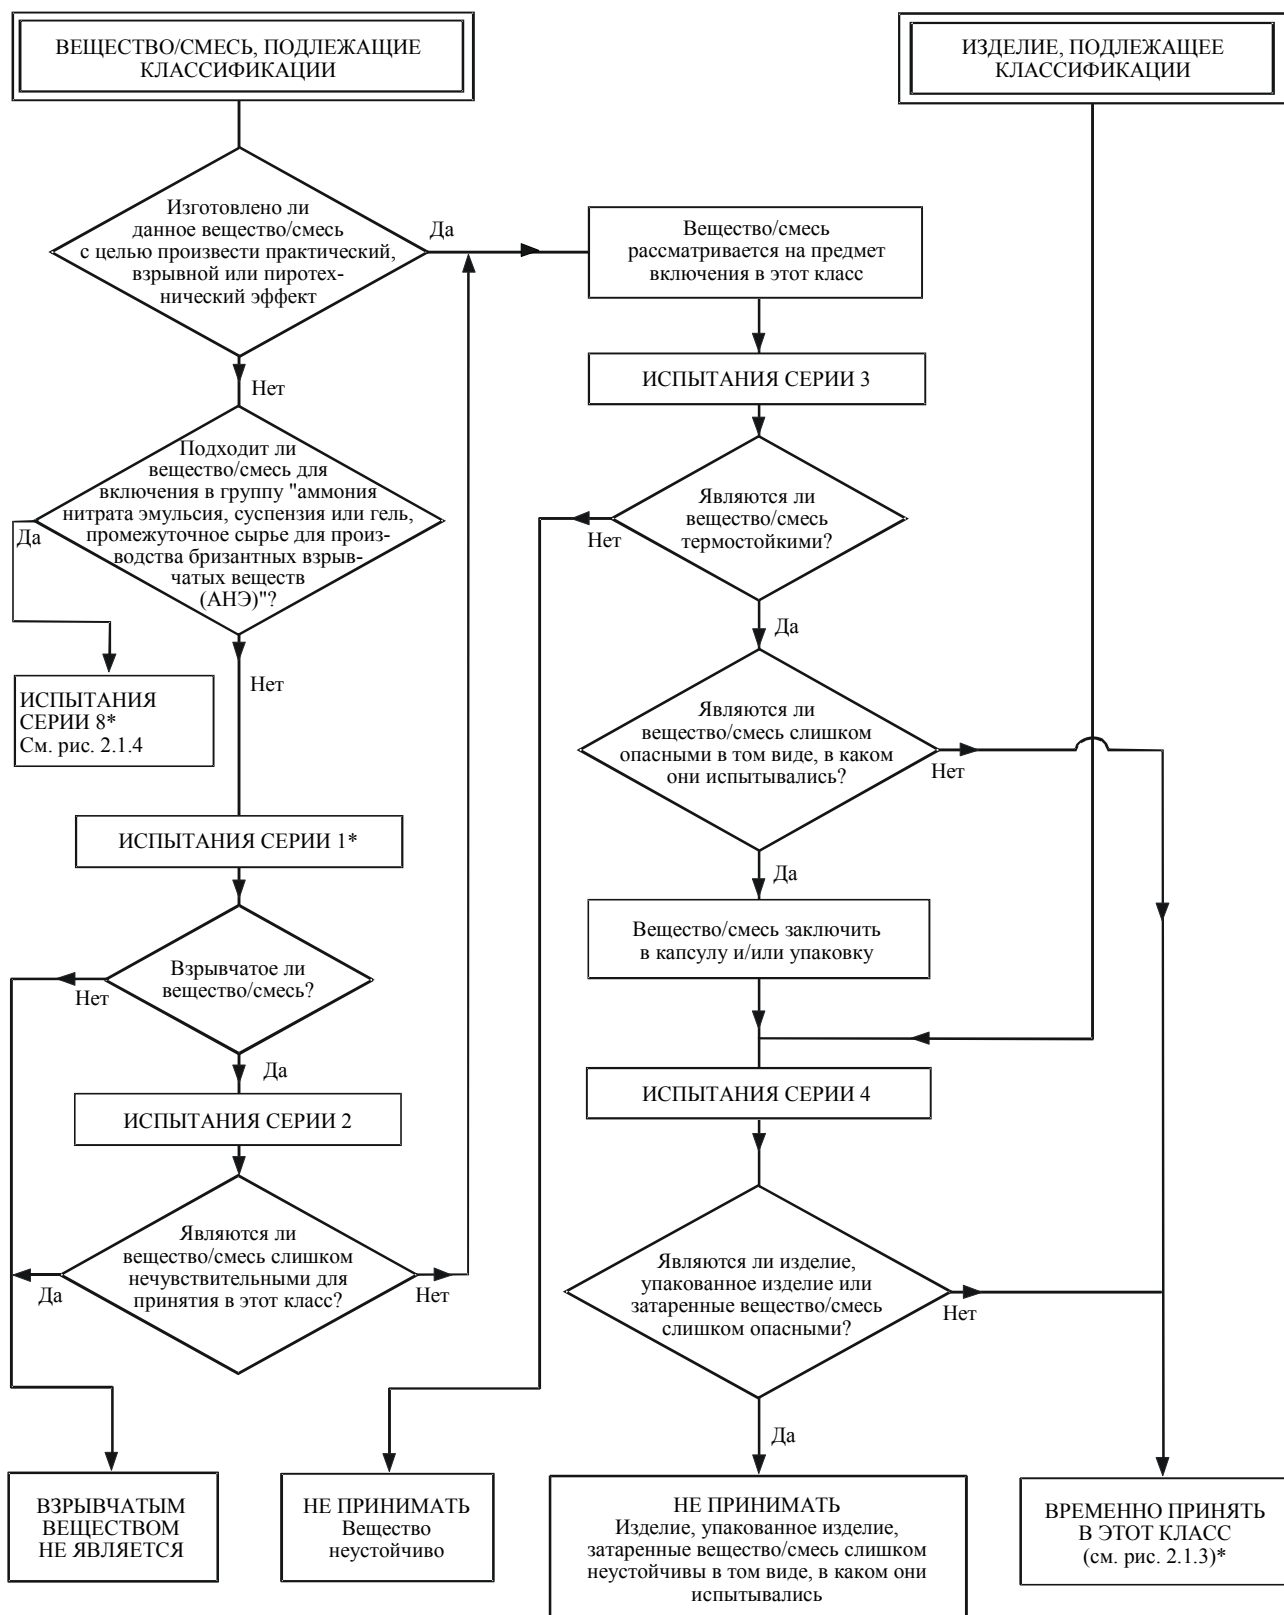 ВЕЩЕСТВО/СМЕСЬ, ПОДЛЕЖАЩИЕ
КЛАССИФИКАЦИИ
ИЗДЕЛИЕ, ПОДЛЕЖАЩЕЕ
КЛАССИФИКАЦИИ
Изготовлено ли
данное вещество/смесь
с целью произвести практический,
взрывной или пиротех-
нический эффект
Да
Вещество/смесь
рассматривается на предмет
включения в этот класс
Нет
ИСПЫТАНИЯ СЕРИИ 3
Подходит ли
вещество/смесь для
включения в группу "аммония
нитрата эмульсия, суспензия или гель,
промежуточное сырье для произ-
водства бризантных взрыв-
чатых веществ
(АНЭ)"?
Да
Нет
Являются ли
вещество/смесь
термостойкими?
Нет
Да
ИСПЫТАНИЯ
СЕРИИ 8*
См. рис. 2.1.4
Являются ли
вещество/смесь слишком
опасными в том виде, в каком
они испытывались?
Нет
Да
ИСПЫТАНИЯ СЕРИИ 1*
Вещество/смесь заключить
в капсулу и/или упаковку
Взрывчатое ли
вещество/смесь?
Нет
Да
ИСПЫТАНИЯ СЕРИИ 2
ИСПЫТАНИЯ СЕРИИ 4
Являются ли
вещество/смесь слишком
нечувствительными для
принятия в этот класс?
Да
Нет
Являются ли изделие,
упакованное изделие или
затаренные вещество/смесь
слишком опасными?
Нет
Да
ВЗРЫВЧАТЫМ
ВЕЩЕСТВОМ
НЕ ЯВЛЯЕТСЯ
НЕ ПРИНИМАТЬ
Вещество
неустойчиво
НЕ ПРИНИМАТЬ
Изделие, упакованное изделие,
затаренные вещество/смесь слишком
неустойчивы в том виде, в каком они
испытывались
ВРЕМЕННО ПРИНЯТЬ
В ЭТОТ КЛАСС
(см. рис. 2.1.3)*